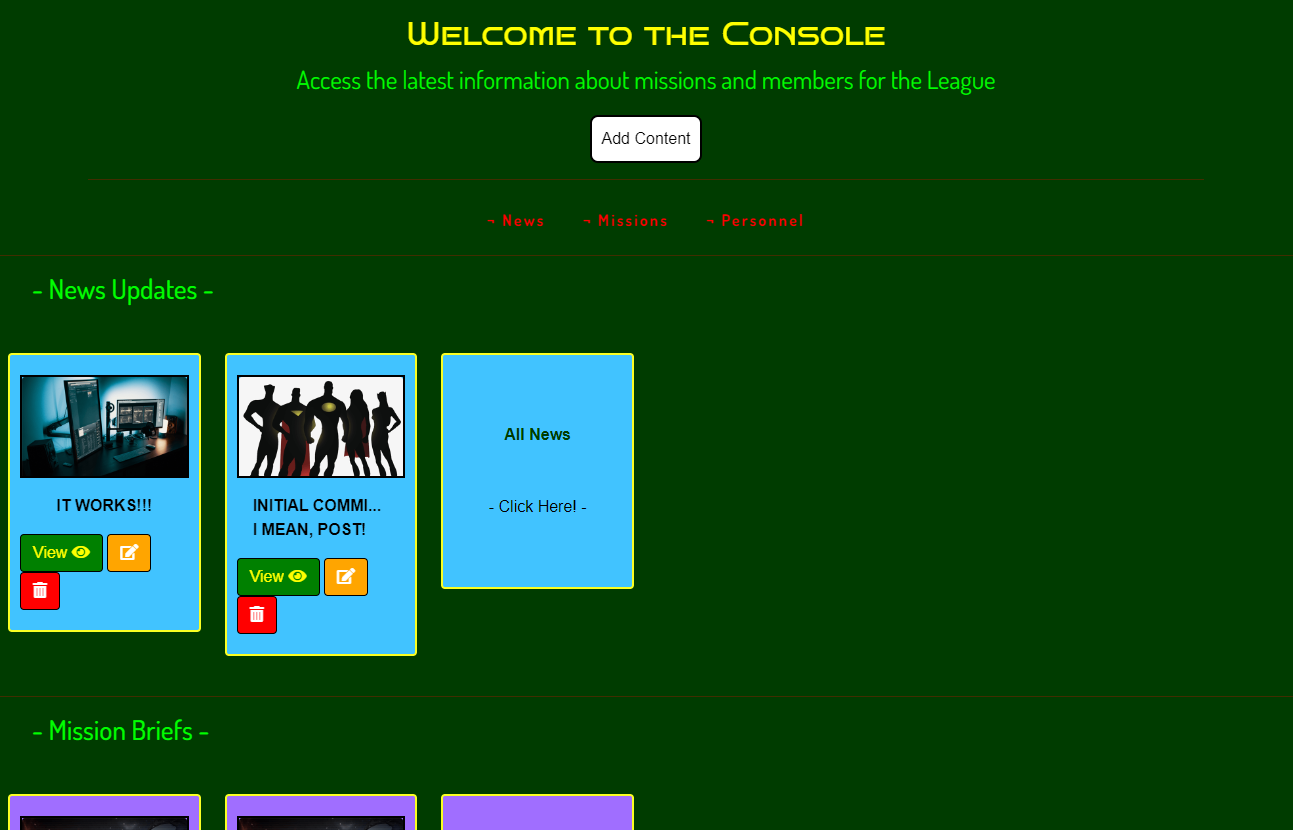 Welcome to the Console
Access the latest information about missions and members for the League
Add Content
¬ News ¬ Missions ¬ Personnel
- News Updates -
IT WORKS!!!
View
INITIAL COMMI...
I MEAN, POST!
View
All News
- Click Here! -
- Mission Briefs -